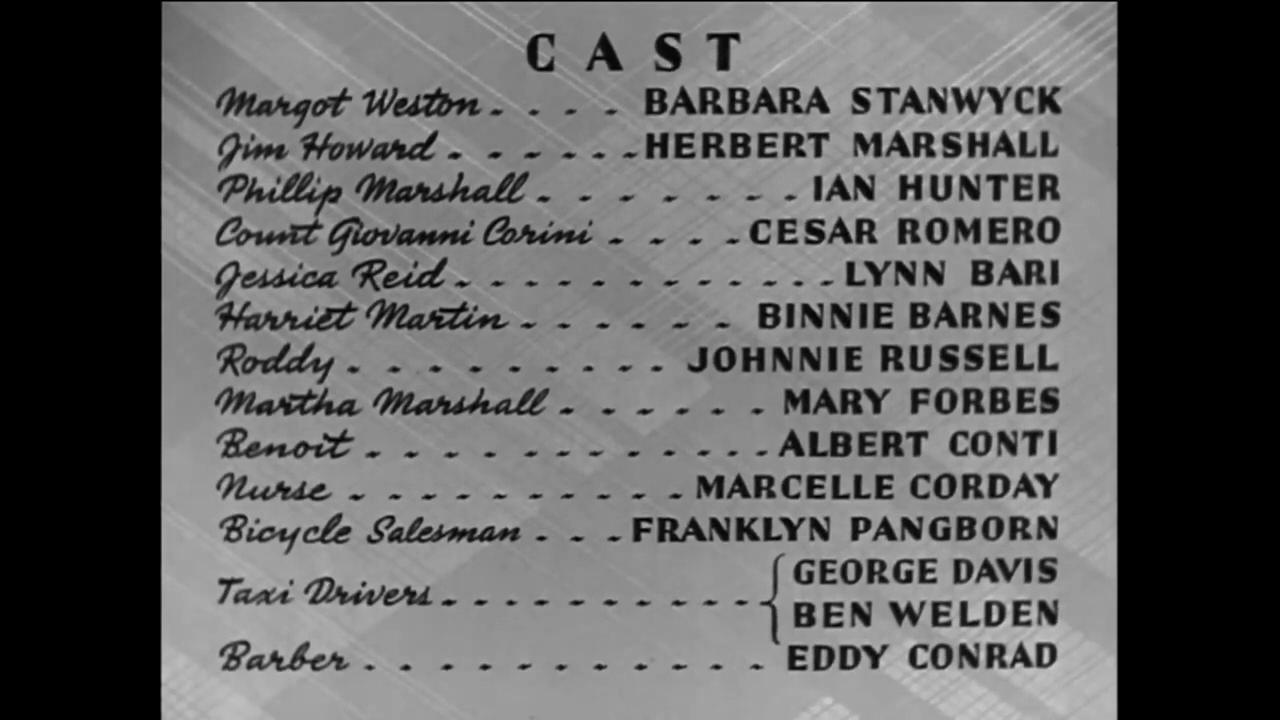 CAST
Margot Weston. . . . BARBARA STANWYCK
Jim Howard . . . . . . HERBERT MARSHALL
Phillip Marshall . . . . . . . IAN HUNTER
Count Giovanni Corini . . . . CESAR ROMERO
Jessica Reid . . . . . . . . . . . . LYNN BARI
Harriet Martin . . . . . . BINNIE BARNES
Roddy . . . . . . . . . . JOHNNIE RUSSELL
Martha Marshall . . . . . . MARY FORBES
Benoit . . . . . . . . . . . . ALBERT CONTI
Nurse . . . . . . . . . . MARCELLE CORDAY
Bicycle Salesman . . . FRANKLYN PANGBORN
Taxi Drivers . . . . . . . . . . . . { GEORGE DAVIS
BEN WELDEN
Barber . . . . . . . . . . . . EDDY CONRAD